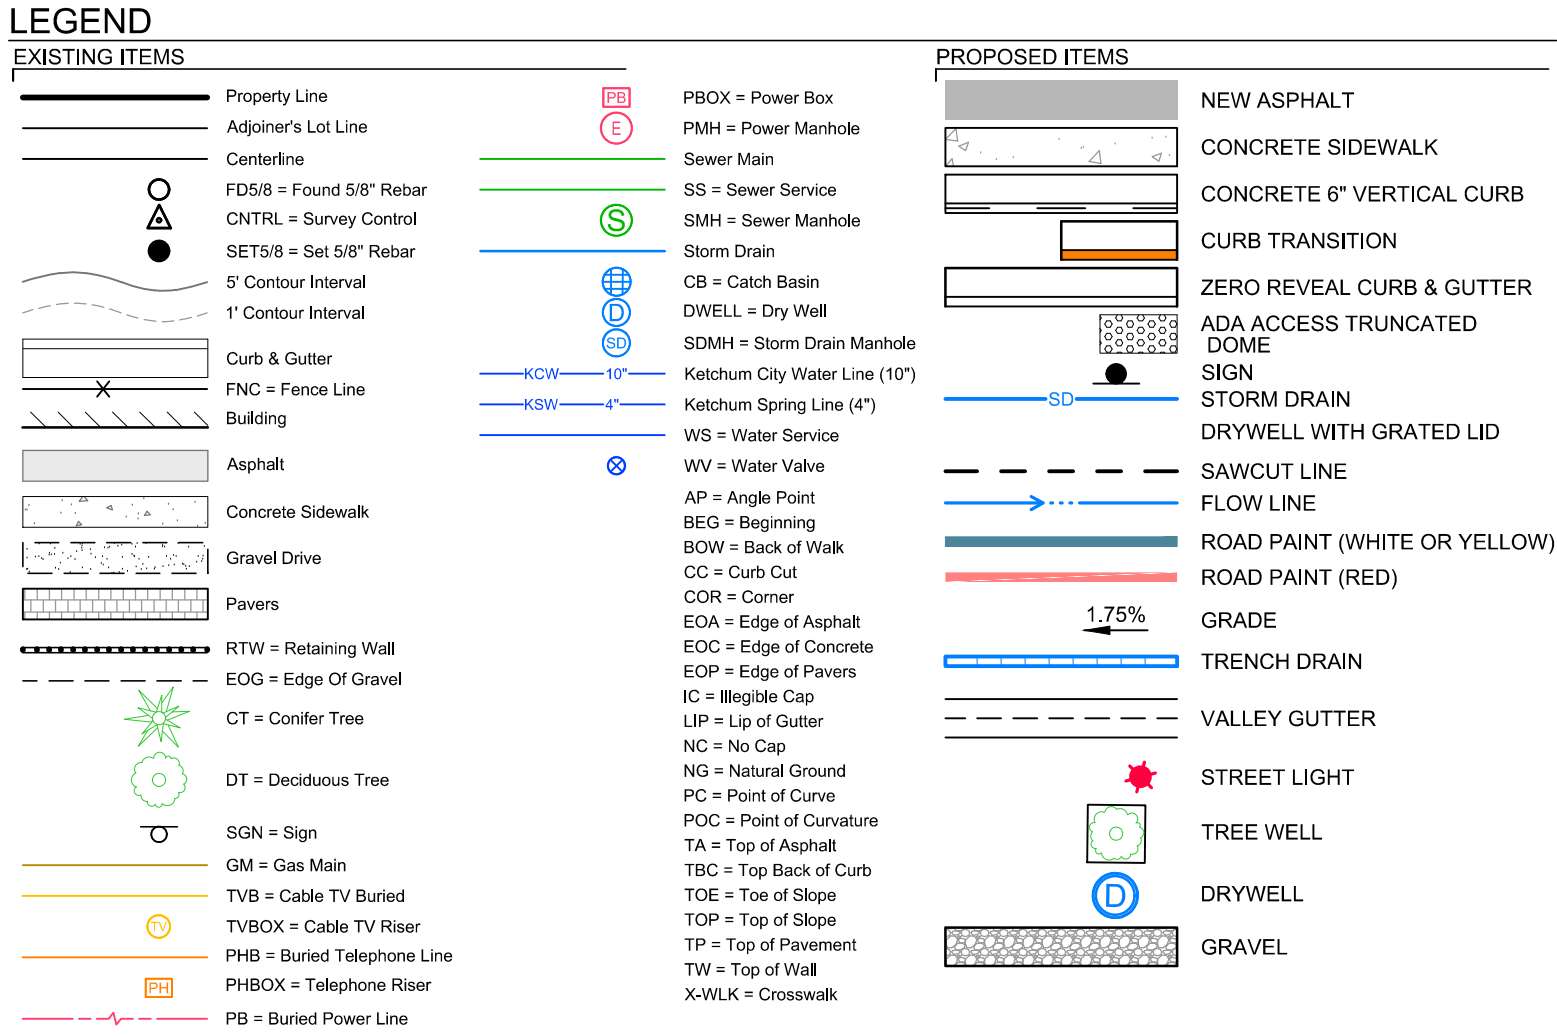 LEGEND
EXISTING ITEMS
Property Line
Adjoiner's Lot Line
Centerline
FD5/8 = Found 5/8" Rebar
CNTRL = Survey Control
SET5/8 = Set 5/8" Rebar
5' Contour Interval
1' Contour Interval
Curb & Gutter
FNC = Fence Line
Building
Asphalt
Concrete Sidewalk
Gravel Drive
Pavers
RTW = Retaining Wall
EOG = Edge Of Gravel
CT = Conifer Tree
DT = Deciduous Tree
SGN = Sign
GM = Gas Main
TVB = Cable TV Buried
TV TVBOX = Cable TV Riser
PHB = Buried Telephone Line
PH PHBOX = Telephone Riser
PB = Buried Power Line
PB PBOX = Power Box
E PMH = Power Manhole
Sewer Main
SS = Sewer Service
S SMH = Sewer Manhole
Storm Drain
CB = Catch Basin
D DWELL = Dry Well
SD SDMH = Storm Drain Manhole
KCW 10" Ketchum City Water Line (10")
KSW 4" Ketchum Spring Line (4")
WS = Water Service
WV = Water Valve
AP = Angle Point
BEG = Beginning
BOW = Back of Walk
CC = Curb Cut
COR = Corner
EOA = Edge of Asphalt
EOC = Edge of Concrete
EOP = Edge of Pavers
IC = Illegible Cap
LIP = Lip of Gutter
NC = No Cap
NG = Natural Ground
PC = Point of Curve
POC = Point of Curvature
TA = Top of Asphalt
TBC = Top Back of Curb
TOE = Toe of Slope
TOP = Top of Slope
TP = Top of Pavement
TW = Top of Wall
X-WLK = Crosswalk
PROPOSED ITEMS
NEW ASPHALT
CONCRETE SIDEWALK
CONCRETE 6" VERTICAL CURB
CURB TRANSITION
ZERO REVEAL CURB & GUTTER
ADA ACCESS TRUNCATED
DOME
SIGN
SD STORM DRAIN
DRYWELL WITH GRATED LID
SAWCUT LINE
FLOW LINE
ROAD PAINT (WHITE OR YELLOW)
ROAD PAINT (RED)
1.75% GRADE
TRENCH DRAIN
VALLEY GUTTER
STREET LIGHT
TREE WELL
D DRYWELL
GRAVEL